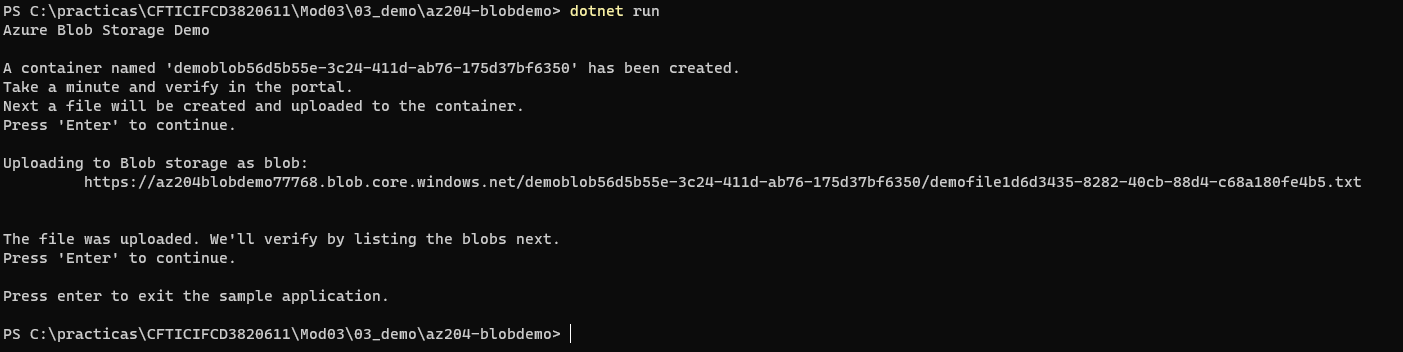 PS C:\practicas\CFTICIFCD3820611\Mod03\03_demo\az204-blobdemo> dotnet run
Azure Blob Storage Demo
A container named 'demoblob56d5b55e-3c24-411d-ab76-175d37bf6350' has been created.
Take a minute and verify in the portal.
Next a file will be created and uploaded to the container.
Press 'Enter' to continue.
Uploading to Blob storage as blob:
https://az204blobdemo77768.blob.core.windows.net/demoblob56d5b55e-3c24-411d-ab76-175d37bf6350/demofile1d6d3435-8282-40cb-88d4-c68a180fe4b5.txt
The file was uploaded. We'll verify by listing the blobs next.
Press 'Enter' to continue.
Press enter to exit the sample application.
PS C:\practicas\CFTICIFCD3820611\Mod03\03_demo\az204-blobdemo>